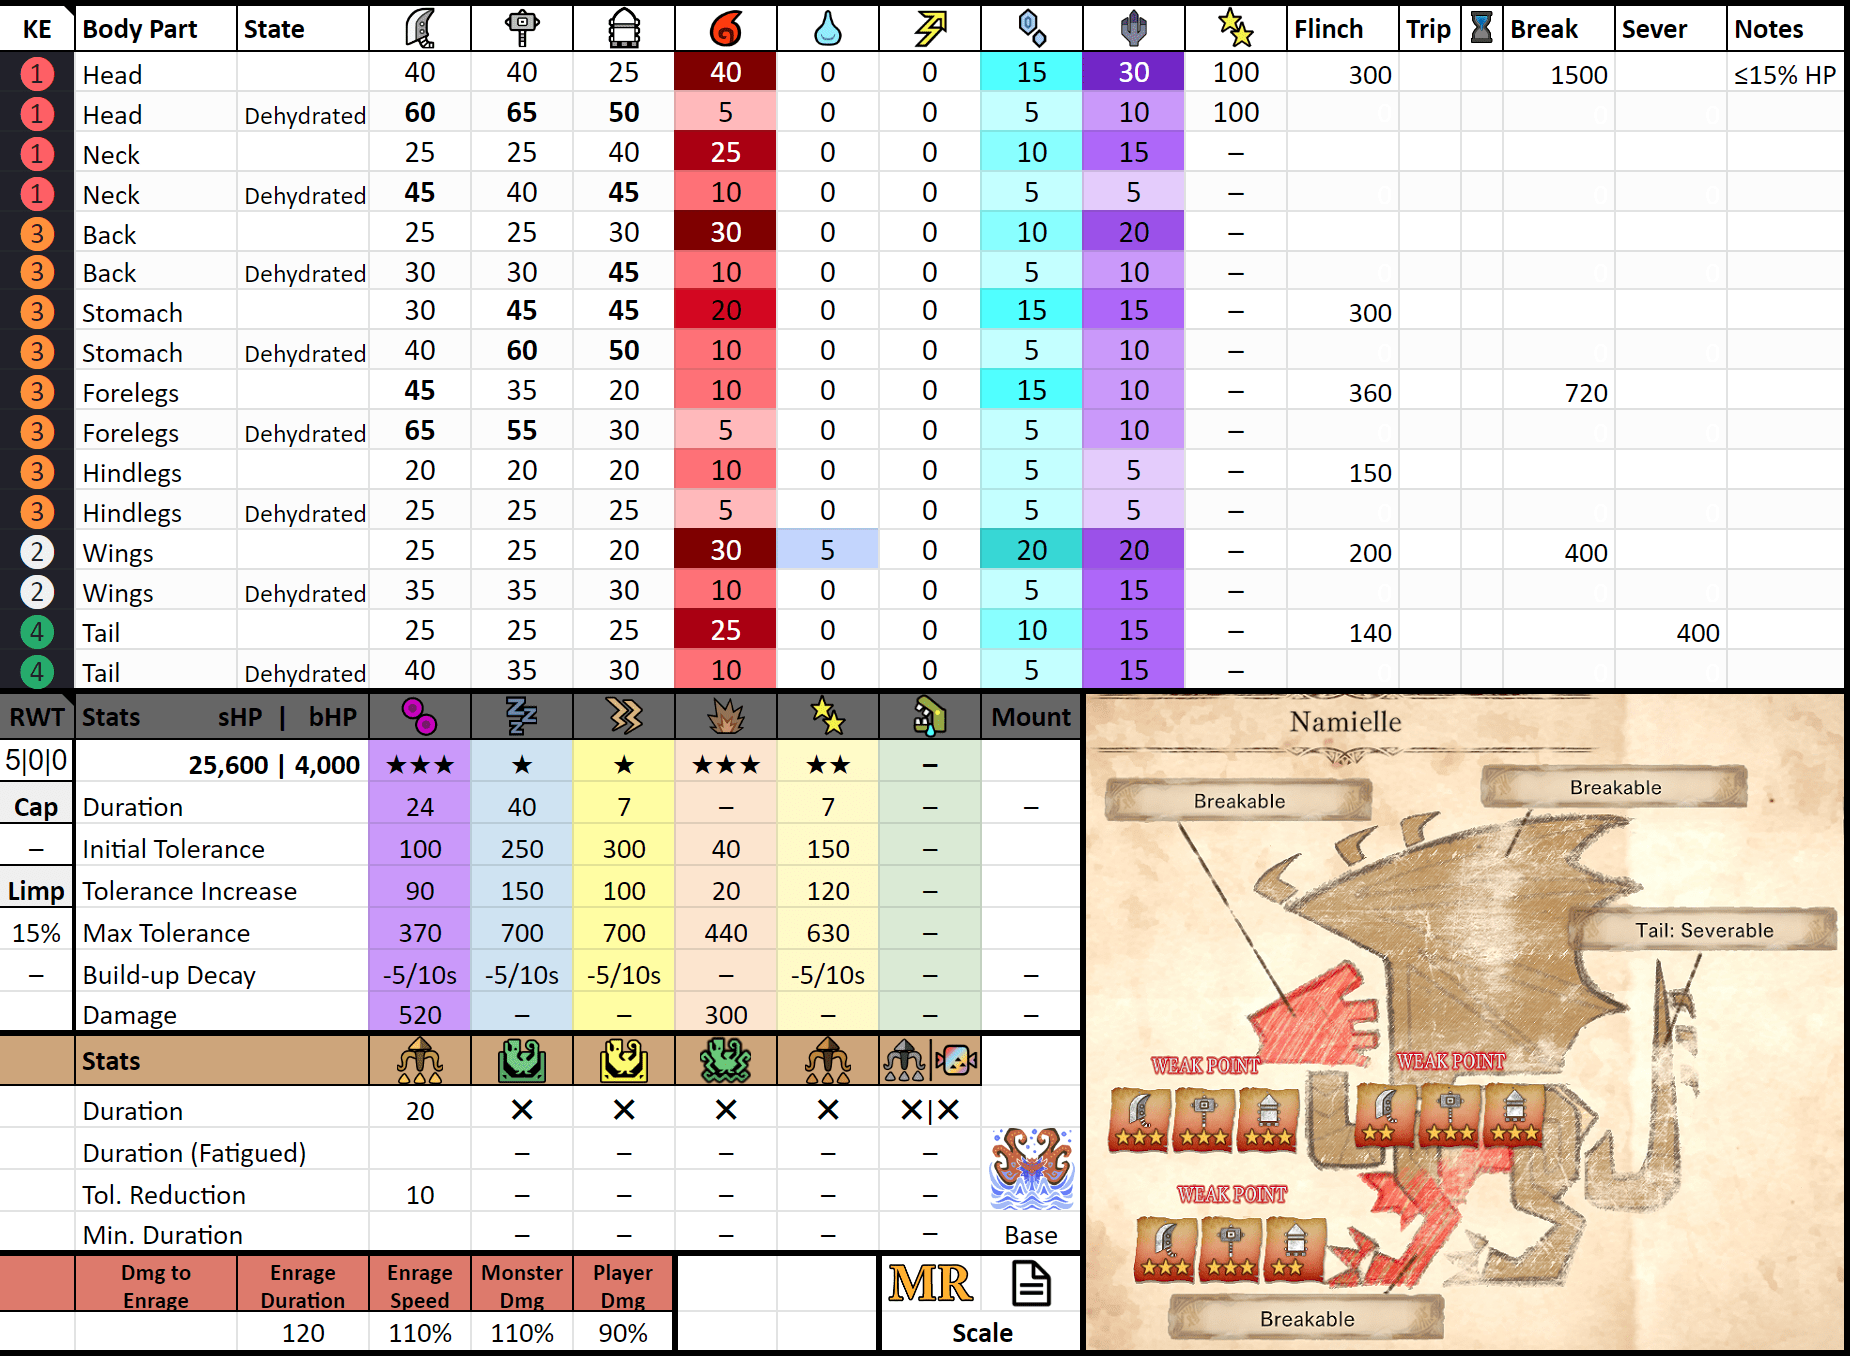 KE Body Part State Flinch Trip Break Sever Notes
1 Head 40 40 25 40 0 0 15 30 100 300 1500 ≤15% HP
1 Head Dehydrated 60 65 50 5 0 0 5 10 100
1 Neck 25 25 40 25 0 0 10 15 –
1 Neck Dehydrated 45 40 45 10 0 0 5 5 –
3 Back 25 25 30 30 0 0 10 20 –
3 Back Dehydrated 30 30 45 10 0 0 5 10 –
3 Stomach 30 45 45 20 0 0 15 15 – 300
3 Stomach Dehydrated 40 60 50 10 0 0 5 10 –
3 Forelegs 45 35 20 10 0 0 15 10 – 360 720
3 Forelegs Dehydrated 65 55 30 5 0 0 5 10 –
3 Hindlegs 20 20 20 10 0 0 5 5 – 150
3 Hindlegs Dehydrated 25 25 25 5 0 0 5 5 –
2 Wings 25 25 20 30 5 0 20 20 – 200 400
2 Wings Dehydrated 35 35 30 10 0 0 5 15 –
4 Tail 25 25 25 25 0 0 10 15 – 140 400
4 Tail Dehydrated 40 35 30 10 0 0 5 15 –
RWT Stats sHP | bHP Mount
5|0|0 25,600 | 4,000 ★★★ ★ ★ ★★★ ★★ –
Cap Duration 24 40 7 – 7 – –
– Initial Tolerance 100 250 300 40 150 –
Limp Tolerance Increase 90 150 100 20 120 –
15% Max Tolerance 370 700 700 440 630 –
– Build-up Decay -5/10s -5/10s -5/10s – -5/10s – –
Damage 520 – – 300 – – –
Stats
Duration 20 ✕ ✕ ✕ ✕ ✕|✕
Duration (Fatigued) – – – – –
Tol. Reduction 10 – – – – –
Min. Duration – – – – –
Base
Dmg to Enrage Enrage Duration Enrage Speed Monster Dmg Player Dmg MR
120 110% 110% 90% Scale
Namielle
Breakable
Breakable
Tail: Severable
WEAK POINT
WEAK POINT
WEAK POINT
Breakable